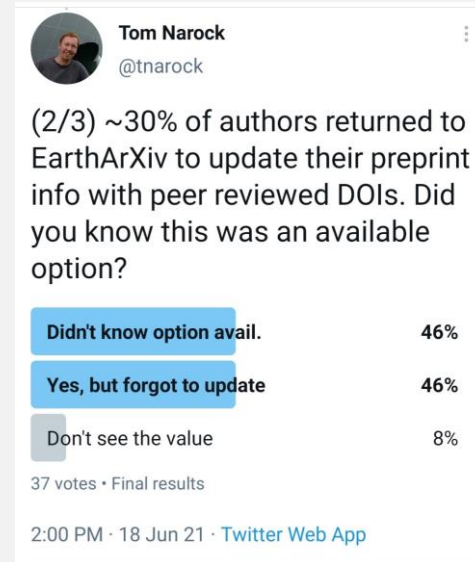 Tom Narock
@tnarock
(2/3) ~30% of authors returned to
EarthArXiv to update their preprint
info with peer reviewed DOIs. Did
you know this was an available
option?
Didn't know option avail. 46%
Yes, but forgot to update 46%
Don't see the value 8%
37 votes · Final results
2:00 PM · 18 Jun 21 · Twitter Web App